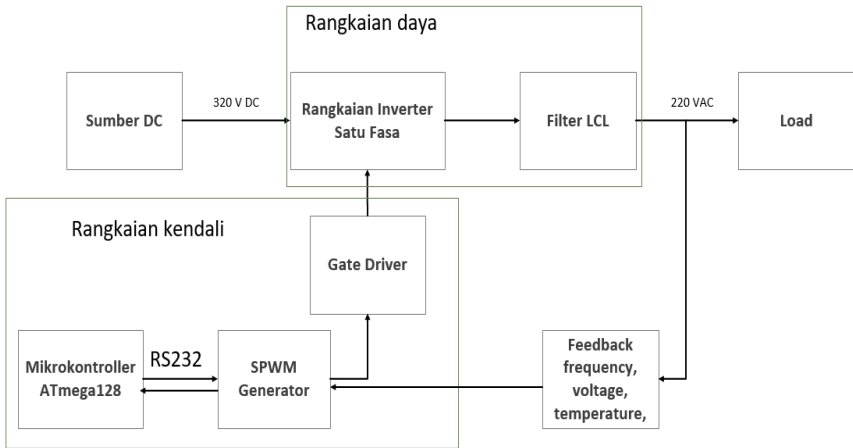 Rangkaian daya
Sumber DC
320 V DC
Rangkaian Inverter
Satu Fasa
Filter LCL
220 VAC
Load
Rangkaian kendali
Gate Driver
Mikrokontroller
ATmega128
RS232
SPWM
Generator
Feedback
frequency,
voltage,
temperature,